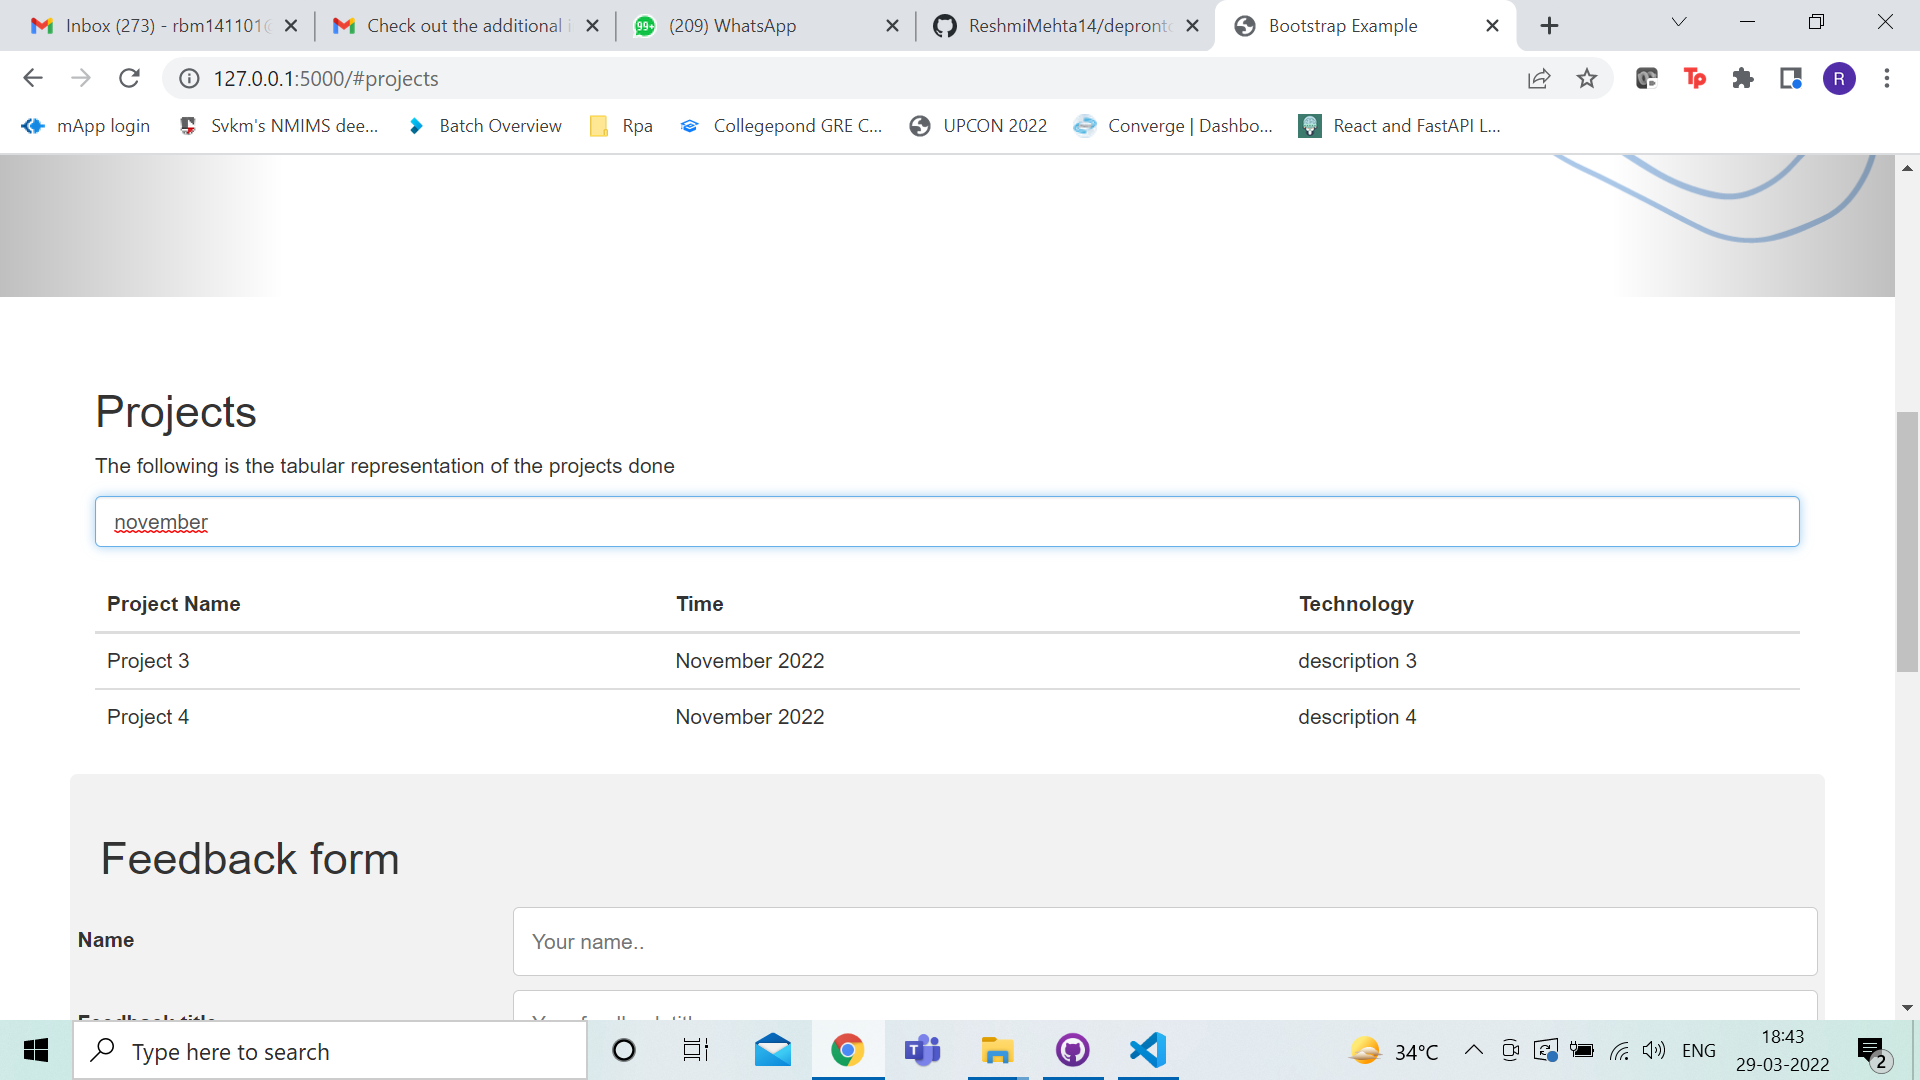 Inbox (273) - rbm141101@
Check out the additional i
(209) WhatsApp
ReshmiMehta14/depronto
Bootstrap Example
127.0.0.1:5000/#projects
R
mApp login
Svkm's NMIMS dee...
Batch Overview
Rpa
Collegepond GRE C...
UPCON 2022
Converge | Dashbo...
React and FastAPI L...
Projects
The following is the tabular representation of the projects done
november
Project Name Time Technology
Project 3 November 2022 description 3
Project 4 November 2022 description 4
Feedback form
Name
Your name..
Feedback title
Type here to search
34°C
ENG
18:43
29-03-2022
2